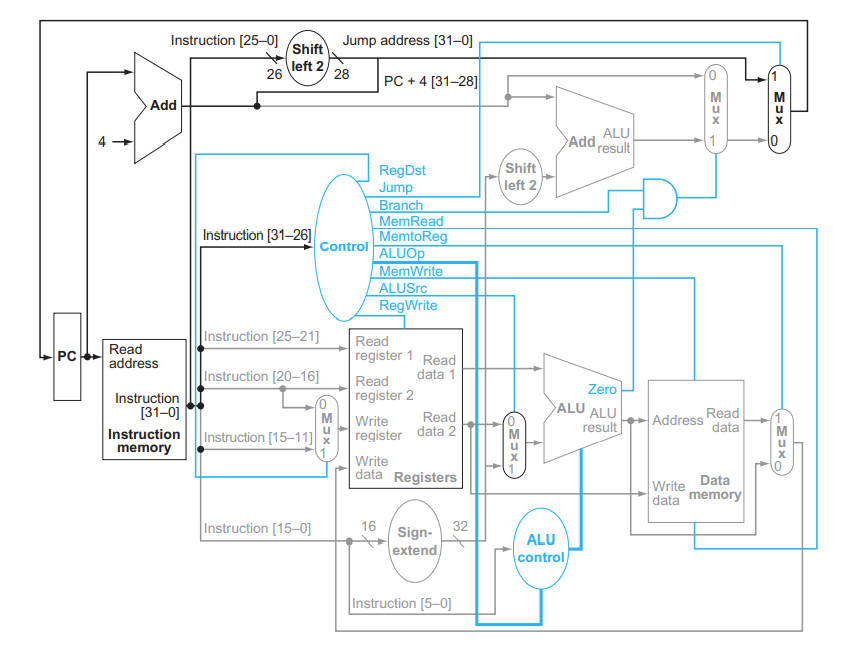 Instruction [25–0]
Shift
left 2
Jump address [31–0]
26
28
PC + 4 [31–28]
Add
4
0
M
u
x
1
1
M
u
x
0
Add
ALU
result
Shift
left 2
RegDst
Jump
Branch
MemRead
MemtoReg
ALUOp
MemWrite
ALUSrc
RegWrite
Instruction [31–26]
Control
PC
Read
address
Instruction
[31–0]
Instruction
memory
Instruction [25–21]
Instruction [20–16]
Instruction [15–11]
0
M
u
x
1
Read
register 1
Read
register 2
Write
register
Write
data
Read
data 1
Read
data 2
Registers
0
M
u
x
1
Zero
ALU
ALU
result
Address
Read
data
Write
data
Data
memory
1
M
u
x
0
Instruction [15–0]
16
Sign-
extend
32
ALU
control
Instruction [5–0]